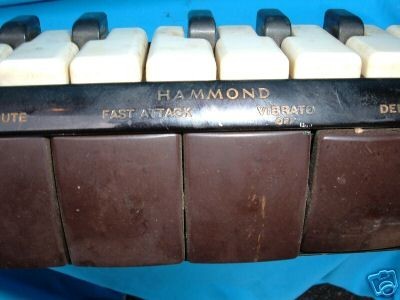 HAMMOND
UTE FAST ATTACK VIBRATO DE
OFF